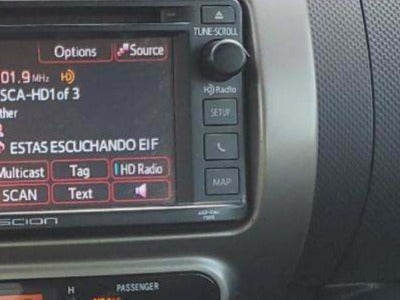 TUNE·SCROLL
Options Source
01.9 MHz HD
SCA-HD1 of 3
ther
HD Radio
SETUP
ESTAS ESCUCHANDO EIF
Multicast Tag HD Radio
SCAN Text
MAP
SCION
PASSENGER